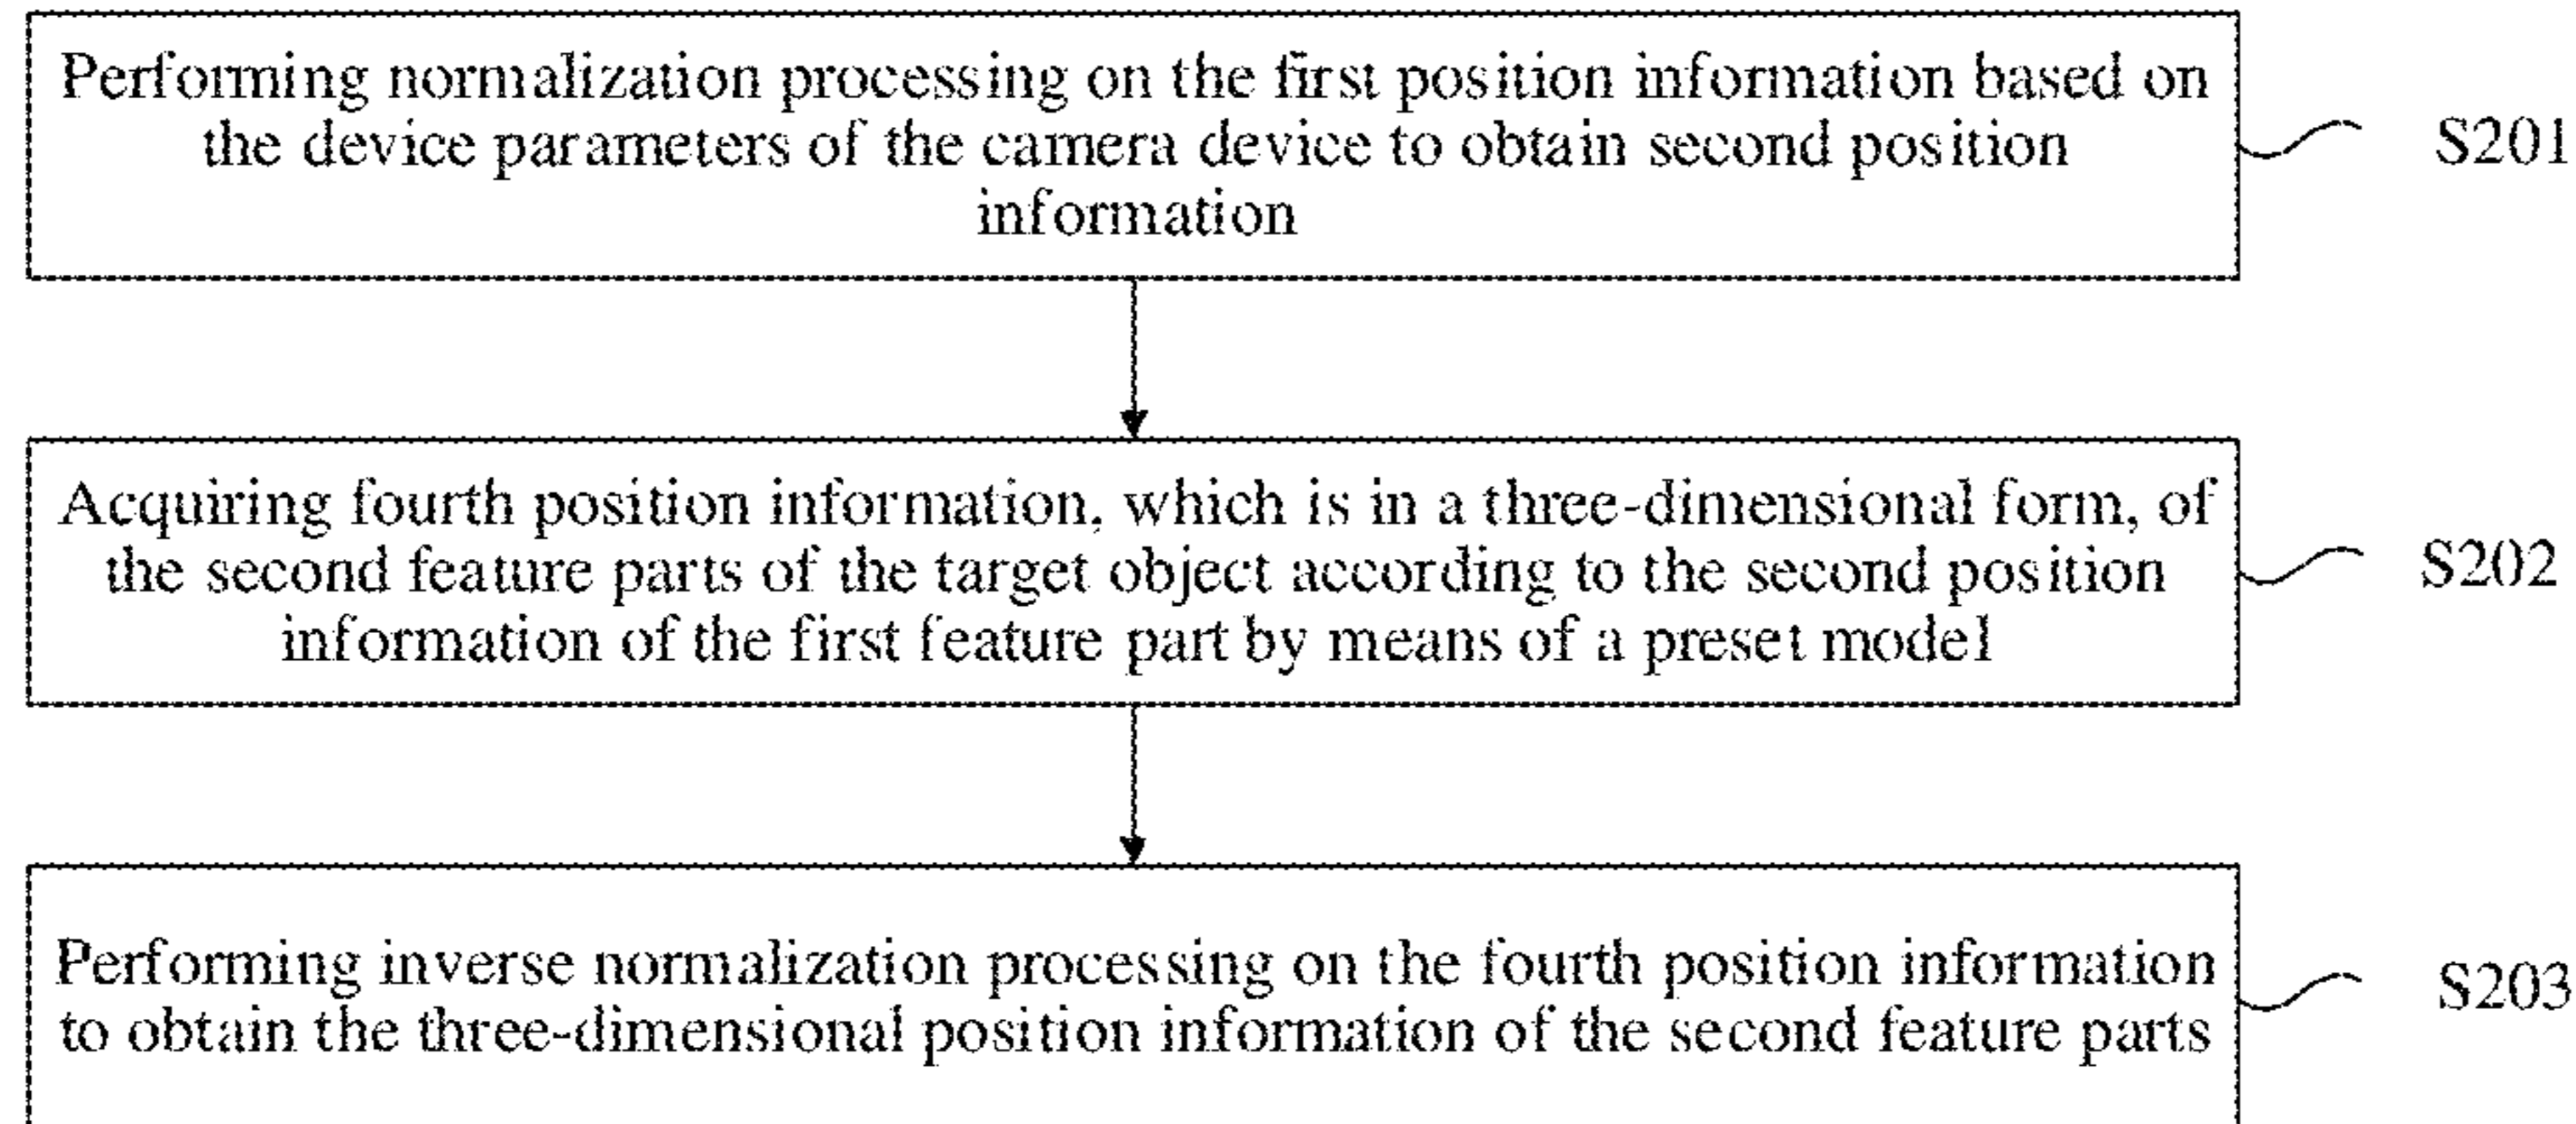 Performing normalization processing on the first position information based on
the device parameters of the camera device to obtain second position
information
S201
Acquiring fourth position information, which is in a three-dimensional form, of
the second feature parts of the target object according to the second position
information of the first feature part by means of a preset model
S202
Performing inverse normalization processing on the fourth position information
to obtain the three-dimensional position information of the second feature parts
S203